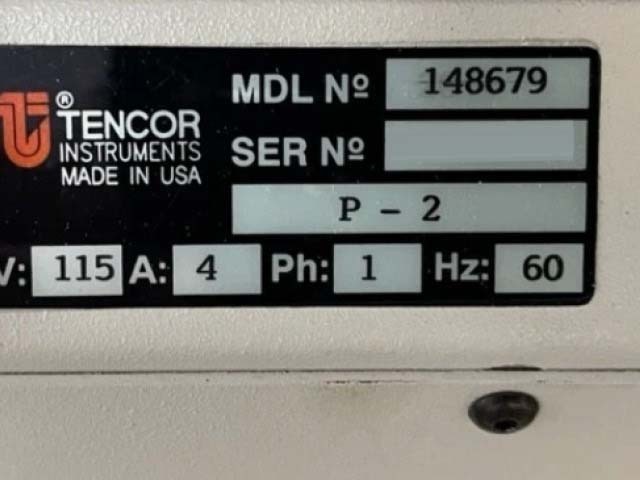 MDL Nº 148679
® TENCOR
INSTRUMENTS
MADE IN USA
SER Nº
P - 2
V: 115 A: 4 Ph: 1 Hz: 60